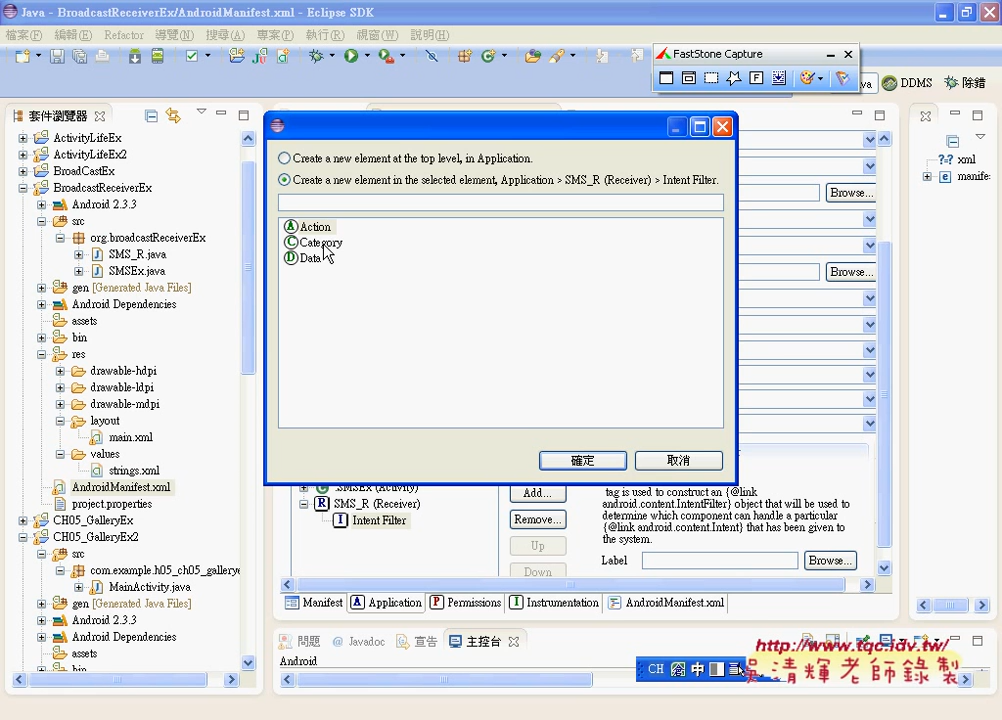 Java - BroadcastReceiverEx/AndroidManifest.xml - Eclipse SDK
檔案(F) 編輯(E) Refactor 導覽(N) 搜尋(A) 專案(P) 執行(R) 視窗(W) 說明(H)
FastStone Capture
DDMS 除錯
套件瀏覽器
ActivityLifeEx
ActivityLifeEx2
BroadCastEx
BroadcastReceiverEx
Android 2.3.3
src
org.broadcastReceiverEx
SMS_R.java
SMSEx.java
gen [Generated Java Files]
Android Dependencies
assets
bin
res
drawable-hdpi
drawable-ldpi
drawable-mdpi
layout
main.xml
values
strings.xml
AndroidManifest.xml
project.properties
CH05_GalleryEx
CH05_GalleryEx2
src
com.example.h05_ch05_gallerye
MainActivity.java
gen [Generated Java Files]
Android 2.3.3
Android Dependencies
assets
bin
Create a new element at the top level, in Application.
Create a new element in the selected element, Application > SMS_R (Receiver) > Intent Filter.
A Action
C Category
D Data
確定 取消
Browse...
Browse...
?? xml
e manife
.SMSEx (Activity)
R SMS_R (Receiver)
I Intent Filter
Add...
Remove...
Up
Down
tag is used to construct an {@link
android.content.IntentFilter} object that will be used to
determine which component can handle a particular
{@link android.content.Intent} that has been given to
the system.
Label Browse...
Manifest A Application P Permissions I Instrumentation AndroidManifest.xml
問題 @ Javadoc 宣告 主控台
Android
CH 中
http://www.tqc.idv.tw/
吳清輝老師錄製